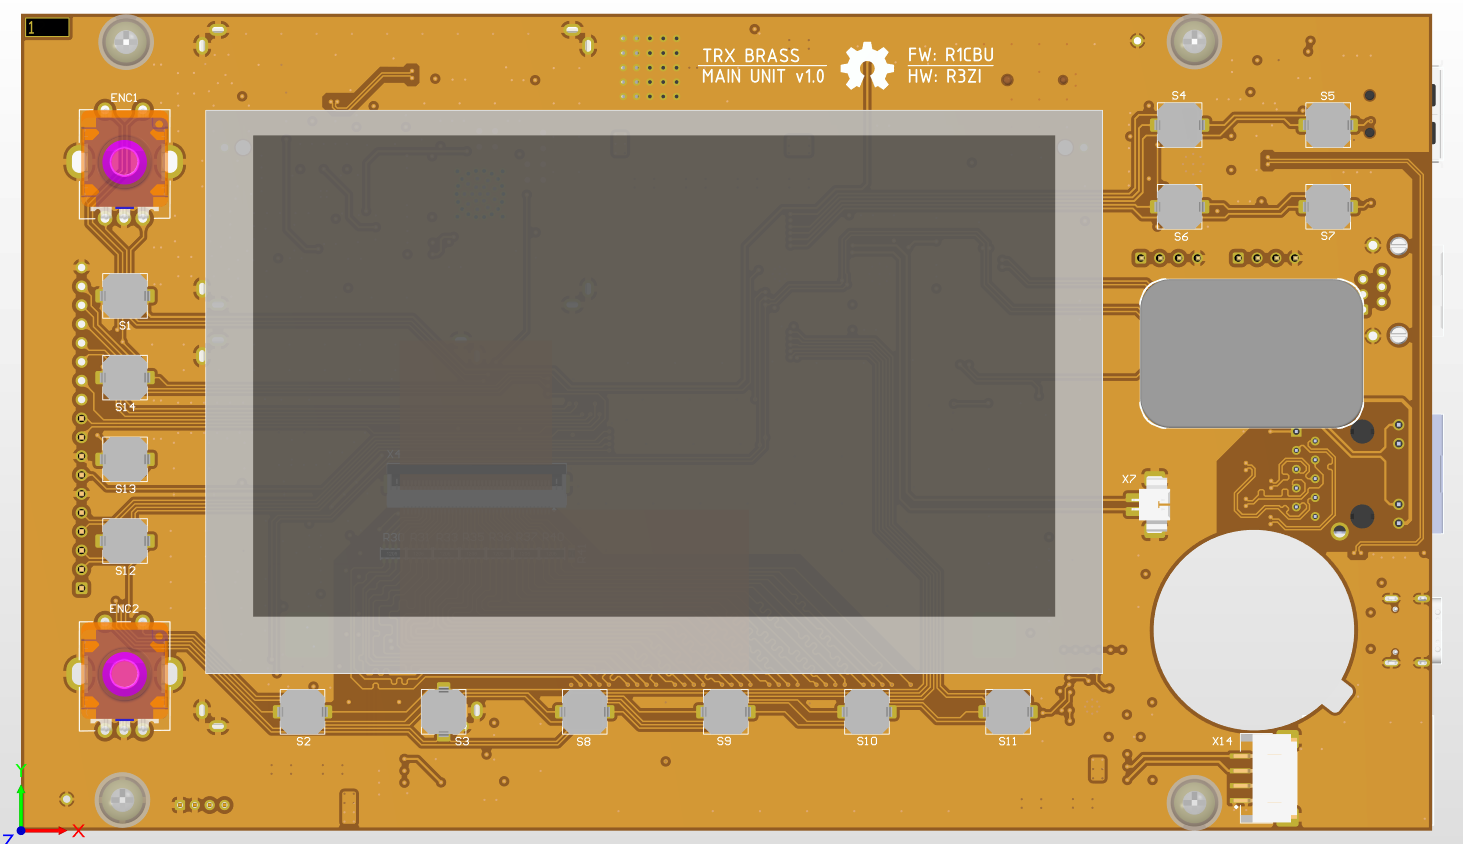 1
TRX BRASS
MAIN UNIT v1.0
FW: R1CBU
HW: R3ZI
ENC1
S4
S5
S6
S7
S1
S14
X4
S13
X7
S12
ENC2
S2
S3
S8
S9
S10
S11
X14
Y
X
Z